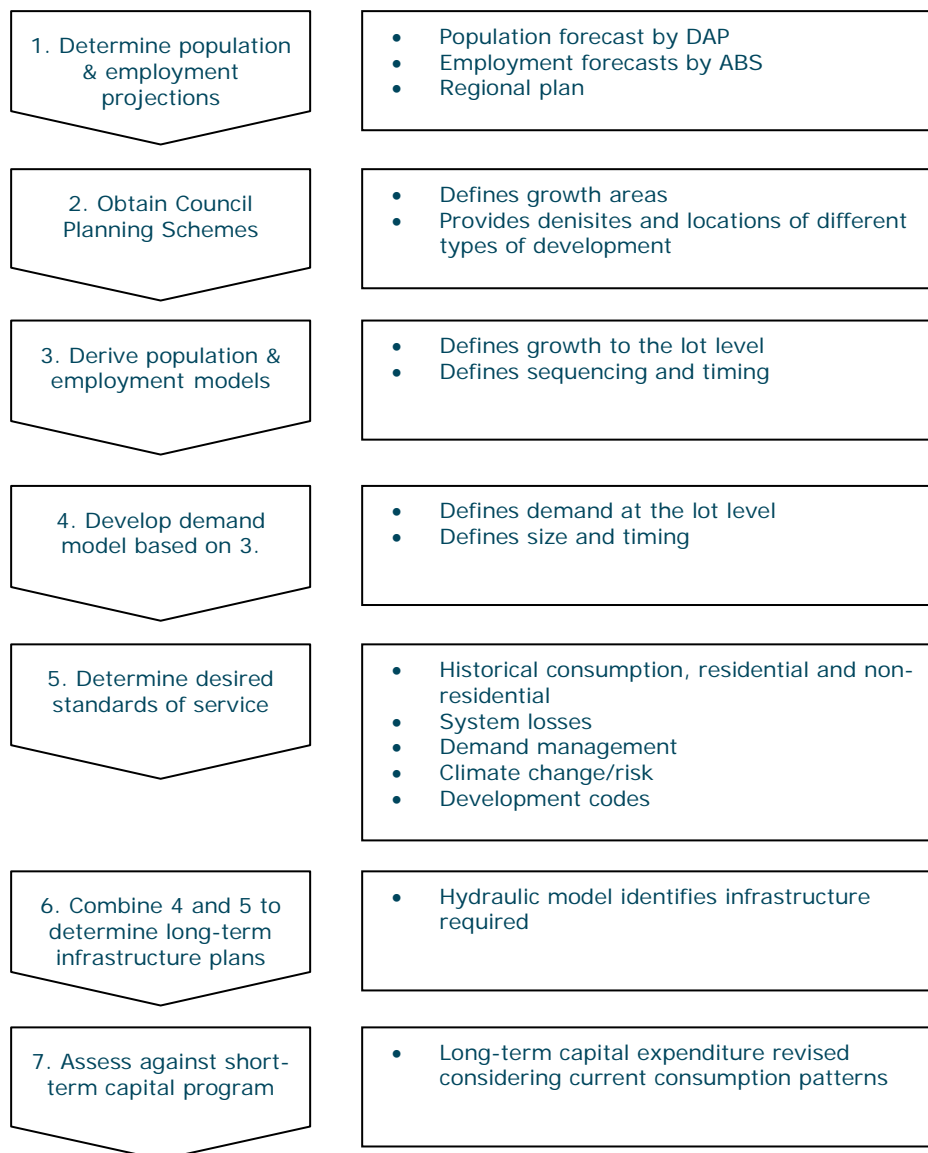 1. Determine population
& employment
projections
• Population forecast by DAP
• Employment forecasts by ABS
• Regional plan
2. Obtain Council
Planning Schemes
• Defines growth areas
• Provides denisites and locations of different
types of development
3. Derive population &
employment models
• Defines growth to the lot level
• Defines sequencing and timing
4. Develop demand
model based on 3.
• Defines demand at the lot level
• Defines size and timing
5. Determine desired
standards of service
• Historical consumption, residential and non-
residential
• System losses
• Demand management
• Climate change/risk
• Development codes
6. Combine 4 and 5 to
determine long-term
infrastructure plans
• Hydraulic model identifies infrastructure
required
7. Assess against short-
term capital program
• Long-term capital expenditure revised
considering current consumption patterns